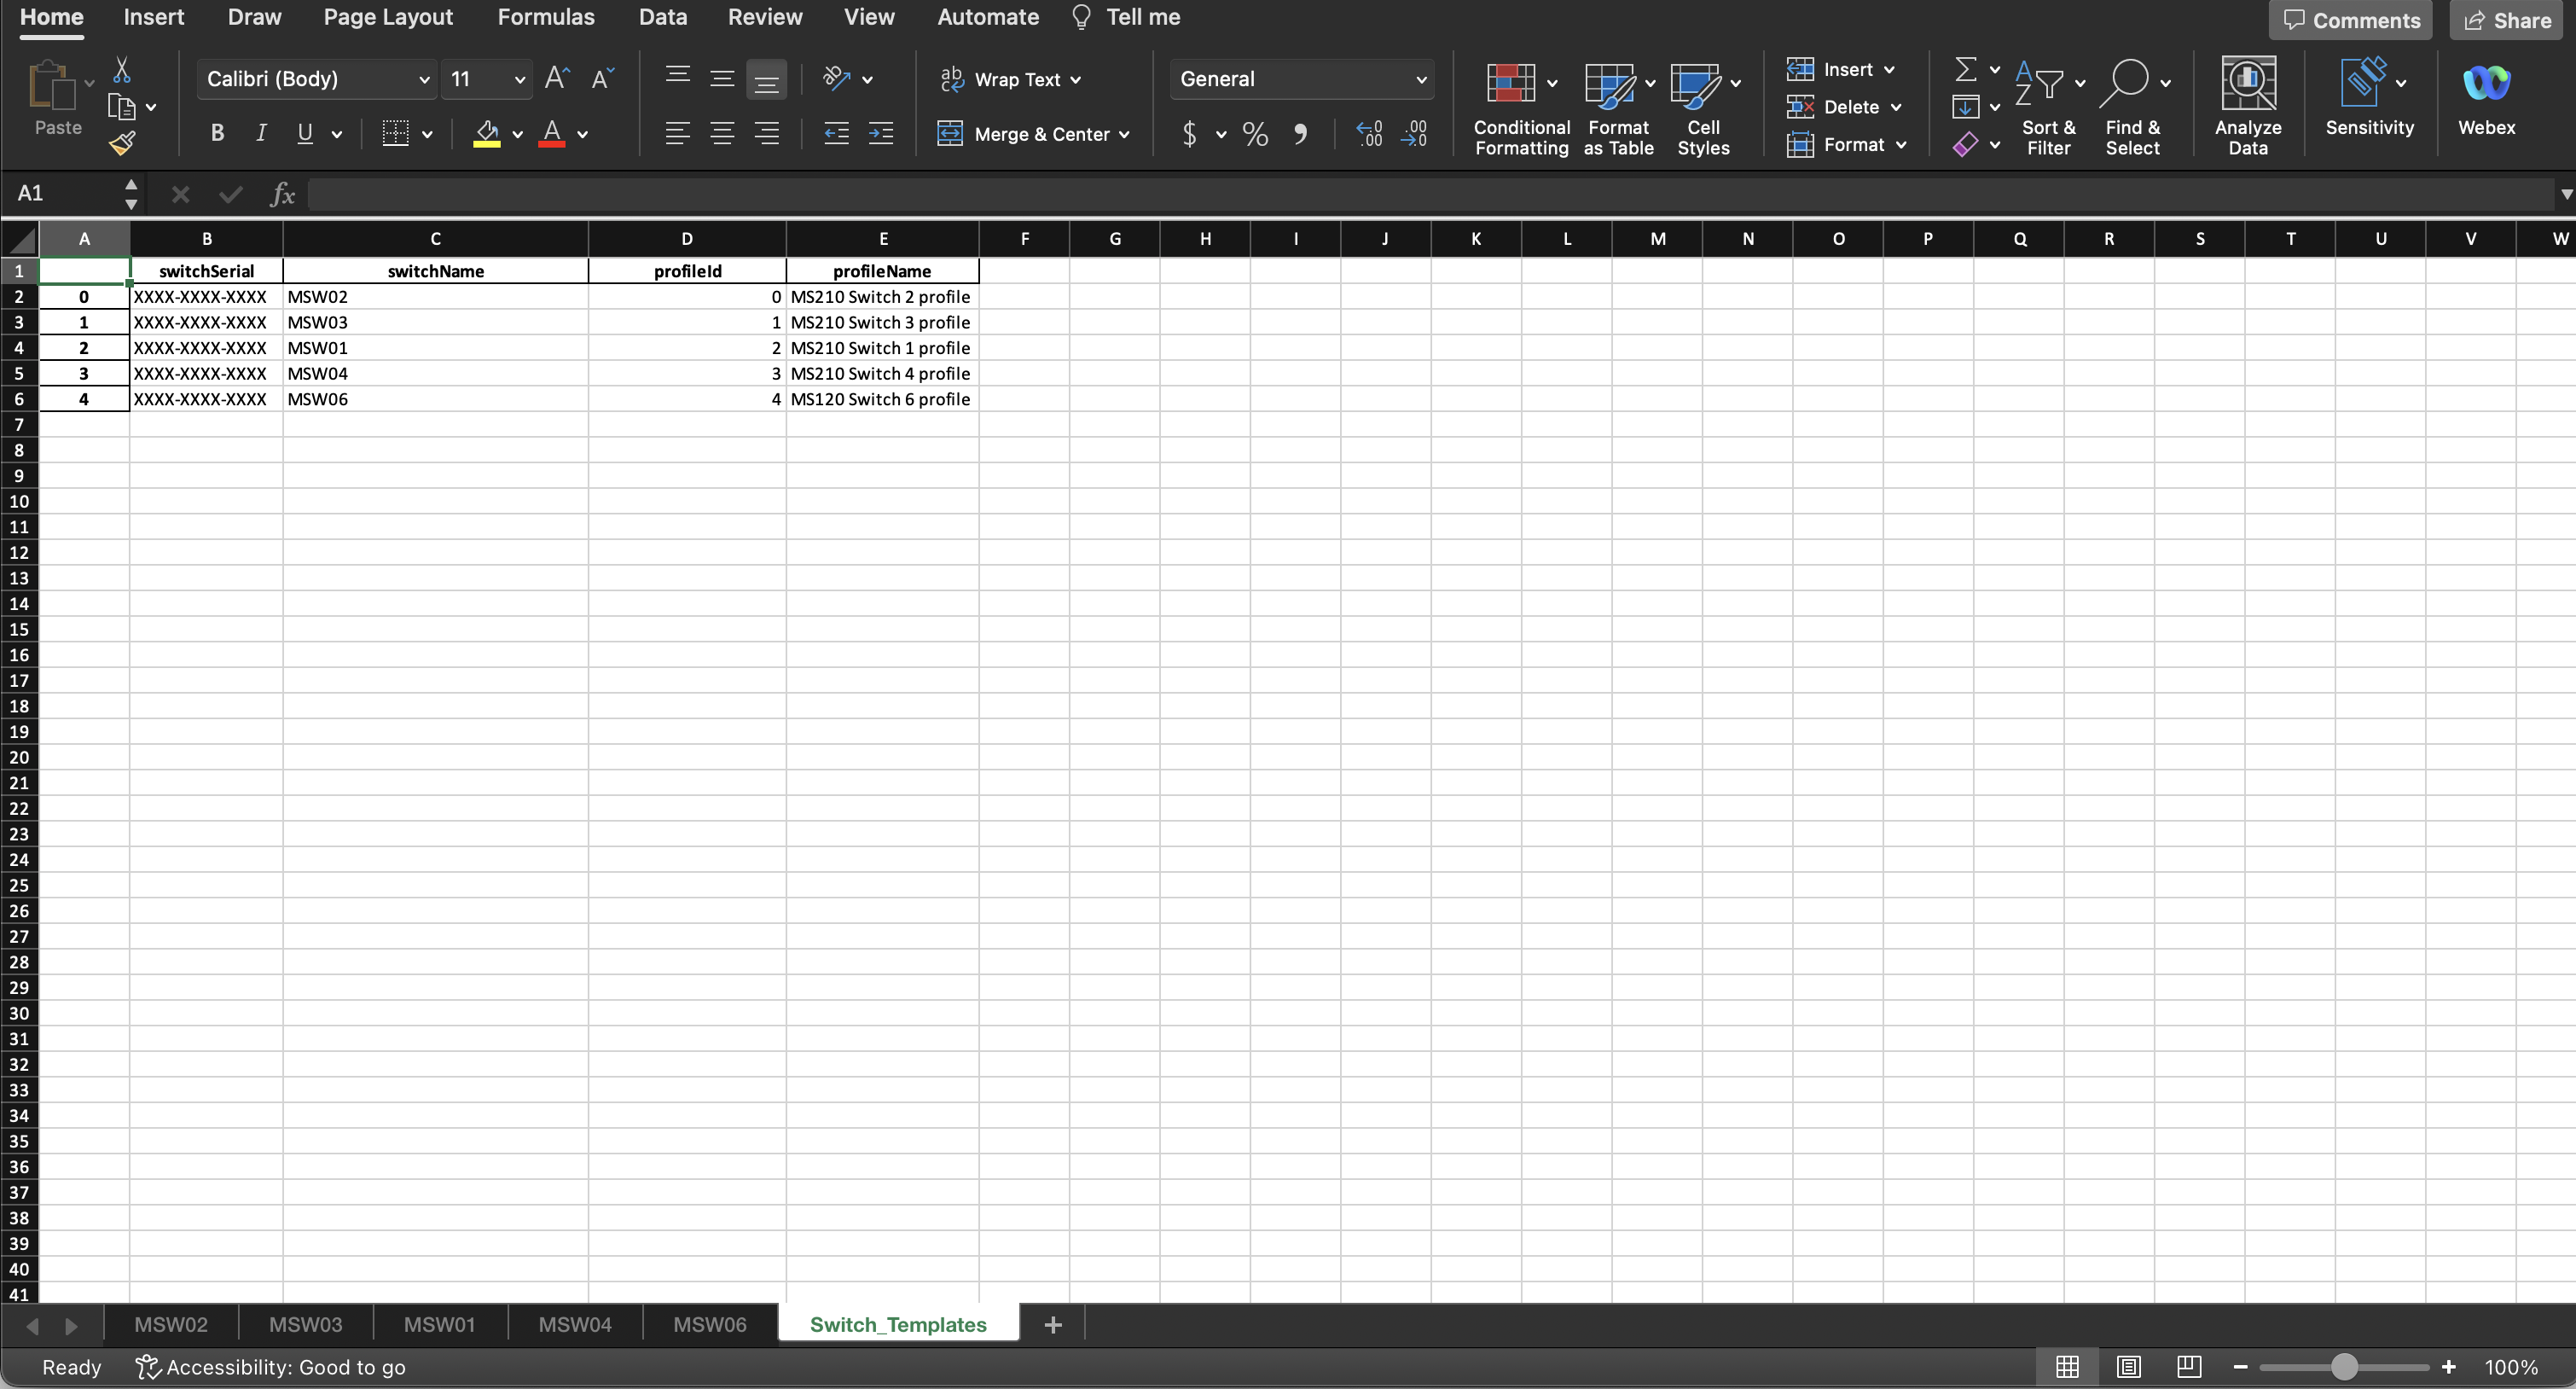 Home Insert Draw Page Layout Formulas Data Review View Automate Tell me Comments Share
Paste Calibri (Body) 11 Wrap Text General Conditional Formatting Format as Table Cell Styles Insert Sort & Filter Find & Select Analyze Data Sensitivity Webex
B I U A Merge & Center $ % Delete
Format
A1 fx
A B C D E F G H I J K L M N O P Q R S T U V W
1 switchSerial switchName profileId profileName
2 0 XXXX-XXXX-XXXX MSW02 0 MS210 Switch 2 profile
3 1 XXXX-XXXX-XXXX MSW03 1 MS210 Switch 3 profile
4 2 XXXX-XXXX-XXXX MSW01 2 MS210 Switch 1 profile
5 3 XXXX-XXXX-XXXX MSW04 3 MS210 Switch 4 profile
6 4 XXXX-XXXX-XXXX MSW06 4 MS120 Switch 6 profile
7
8
9
10
11
12
13
14
15
16
17
18
19
20
21
22
23
24
25
26
27
28
29
30
31
32
33
34
35
36
37
38
39
40
41
MSW02 MSW03 MSW01 MSW04 MSW06 Switch_Templates +
Ready Accessibility: Good to go 100%